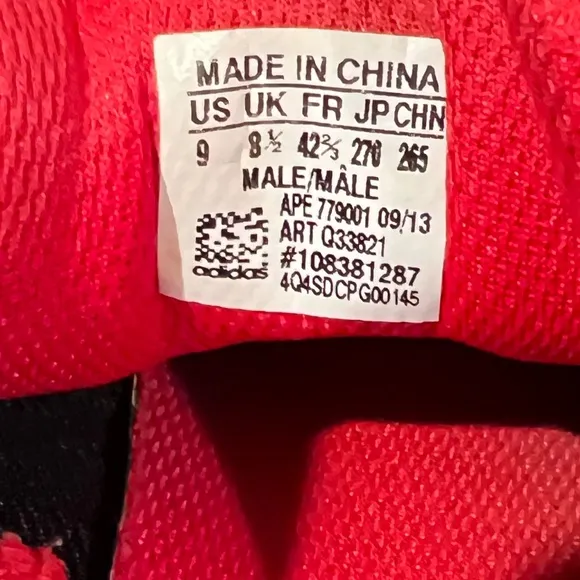 MADE IN CHINA
US UK FR JP CHN
9 8½ 42⅔ 270 265
MALE/MÂLE
APE 779001 09/13
ART Q33821
#108381287
4Q4SDCPG00145
adidas